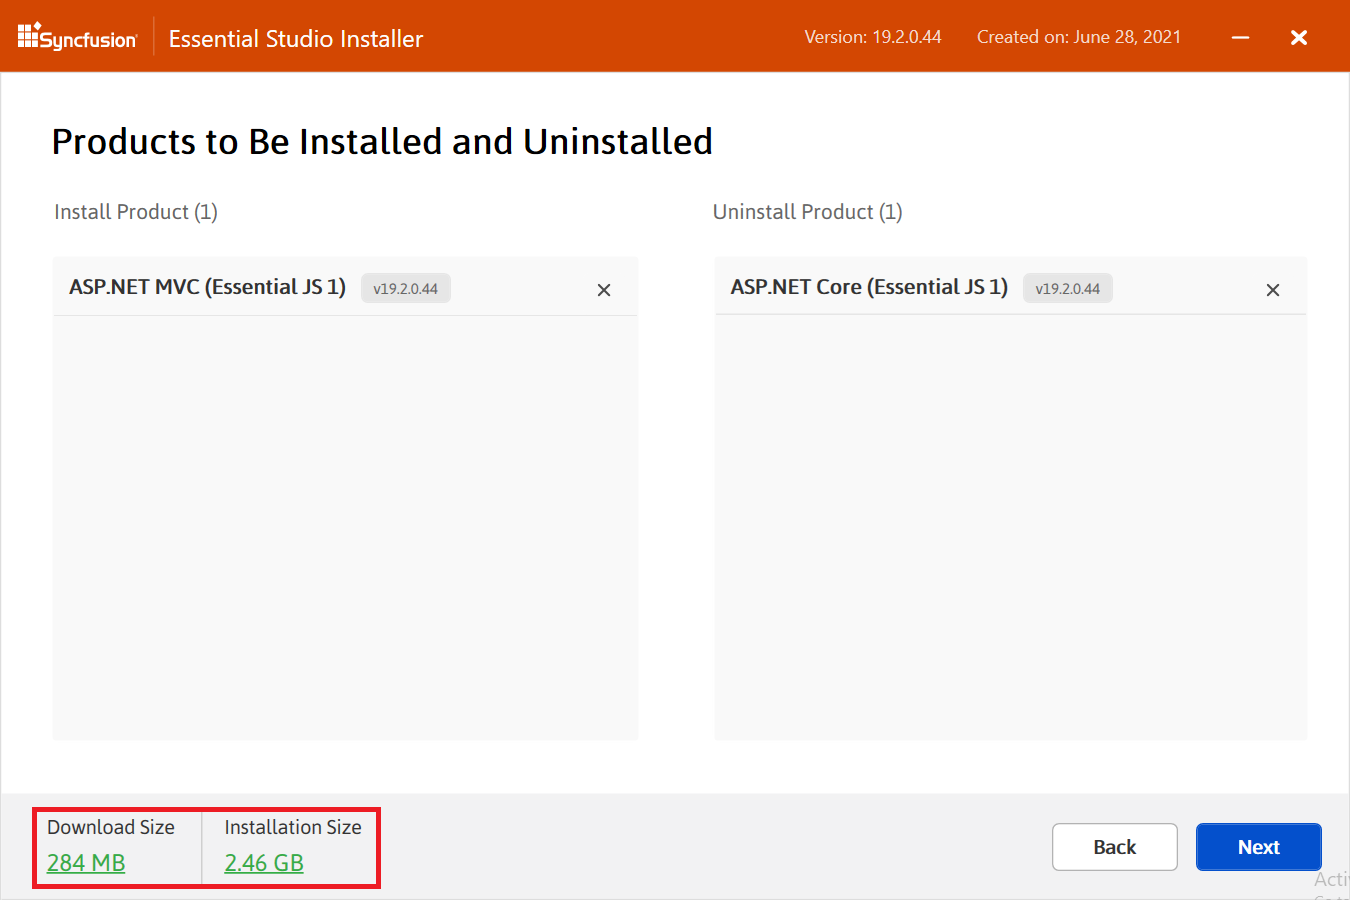 Syncfusion
Essential Studio Installer
Version: 19.2.0.44
Created on: June 28, 2021
Products to Be Installed and Uninstalled
Install Product (1)
Uninstall Product (1)
ASP.NET MVC (Essential JS 1)
v19.2.0.44
ASP.NET Core (Essential JS 1)
v19.2.0.44
Download Size
Installation Size
284 MB
2.46 GB
Back
Next